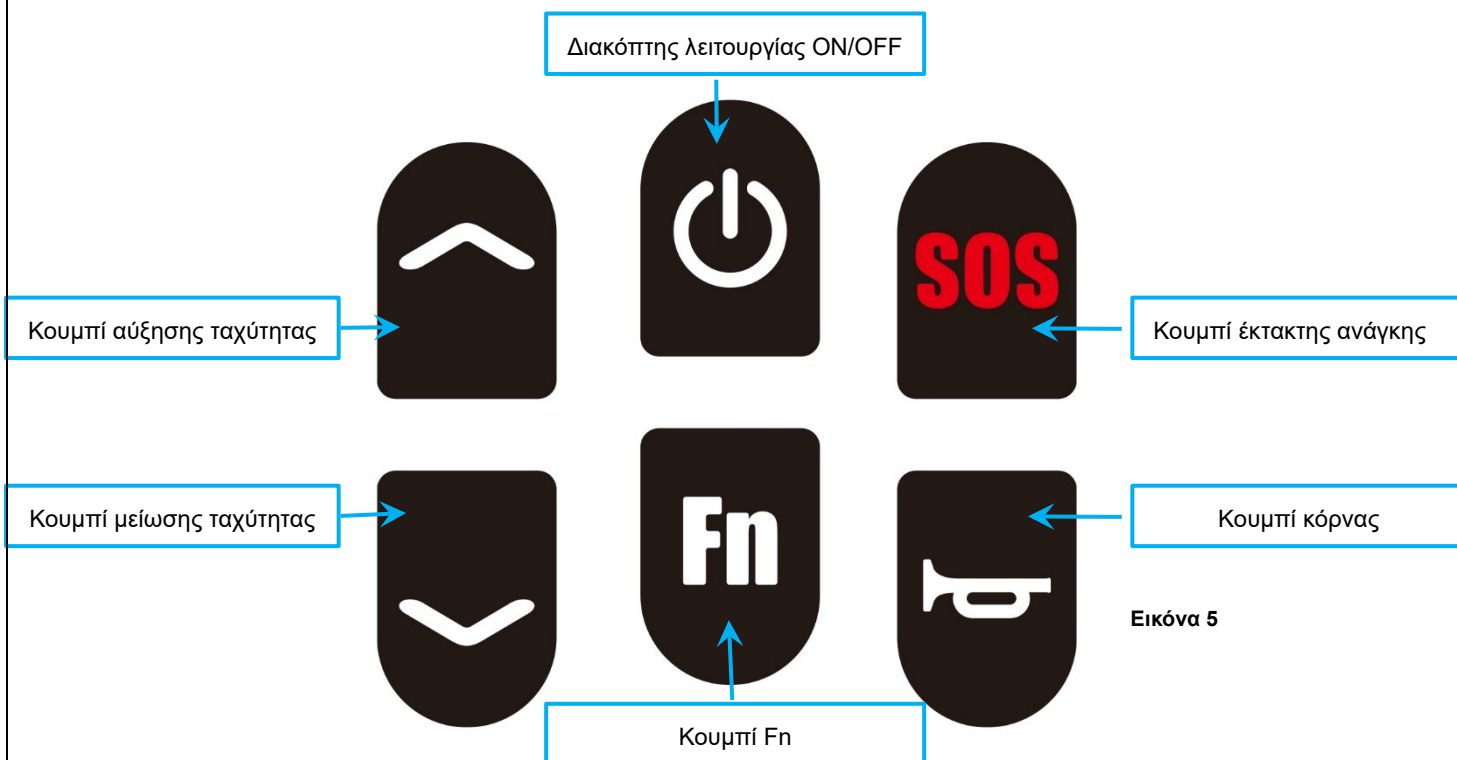 Διακόπτης λειτουργίας ON/OFF
SOS
Κουμπί αύξησης ταχύτητας
Κουμπί έκτακτης ανάγκης
Κουμπί μείωσης ταχύτητας
Fn
Κουμπί κόρνας
Εικόνα 5
Κουμπί Fn